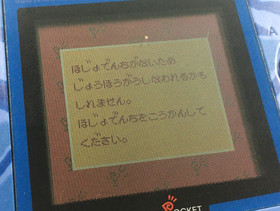 ほじょでんちがないため
じょうほうがうしなわれるかも
しれません。
ほじょでんちをこうかんして
ください。
POCKET